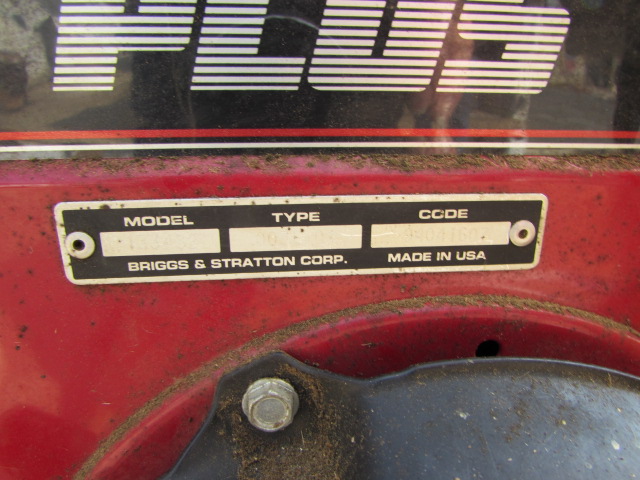 PLUS
MODEL TYPE CODE
BRIGGS & STRATTON CORP. MADE IN USA